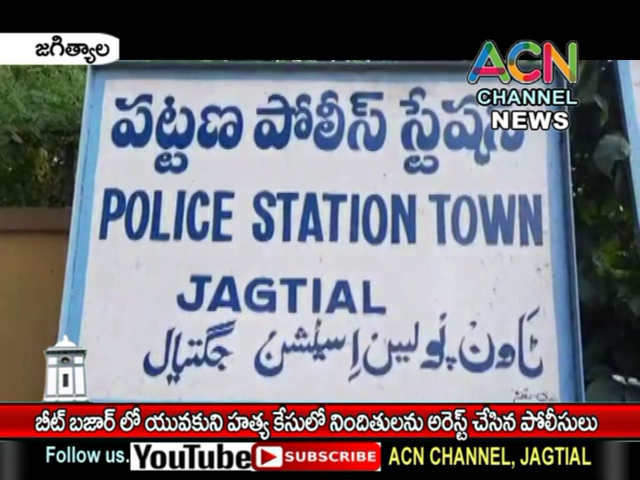 జగిత్యాల
ACN
CHANNEL
NEWS
పట్టణ పోలీస్ స్టేషన్
POLICE STATION TOWN
JAGTIAL
ٹاون پولیس اسٹیشن جگتیال
బీట్ బజార్ లో యువకుని హత్య కేసులో నిందితులను అరెస్ట్ చేసిన పోలీసులు
Follow us. YouTube SUBSCRIBE ACN CHANNEL, JAGTIAL